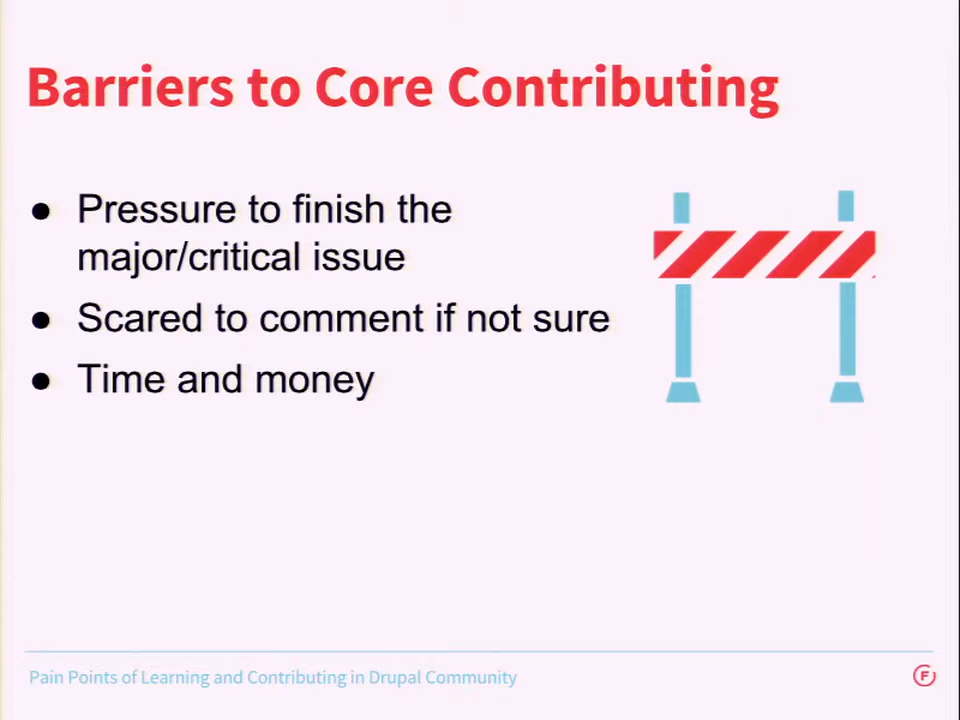 Barriers to Core Contributing
● Pressure to finish the
major/critical issue
● Scared to comment if not sure
● Time and money
Pain Points of Learning and Contributing in Drupal Community
F